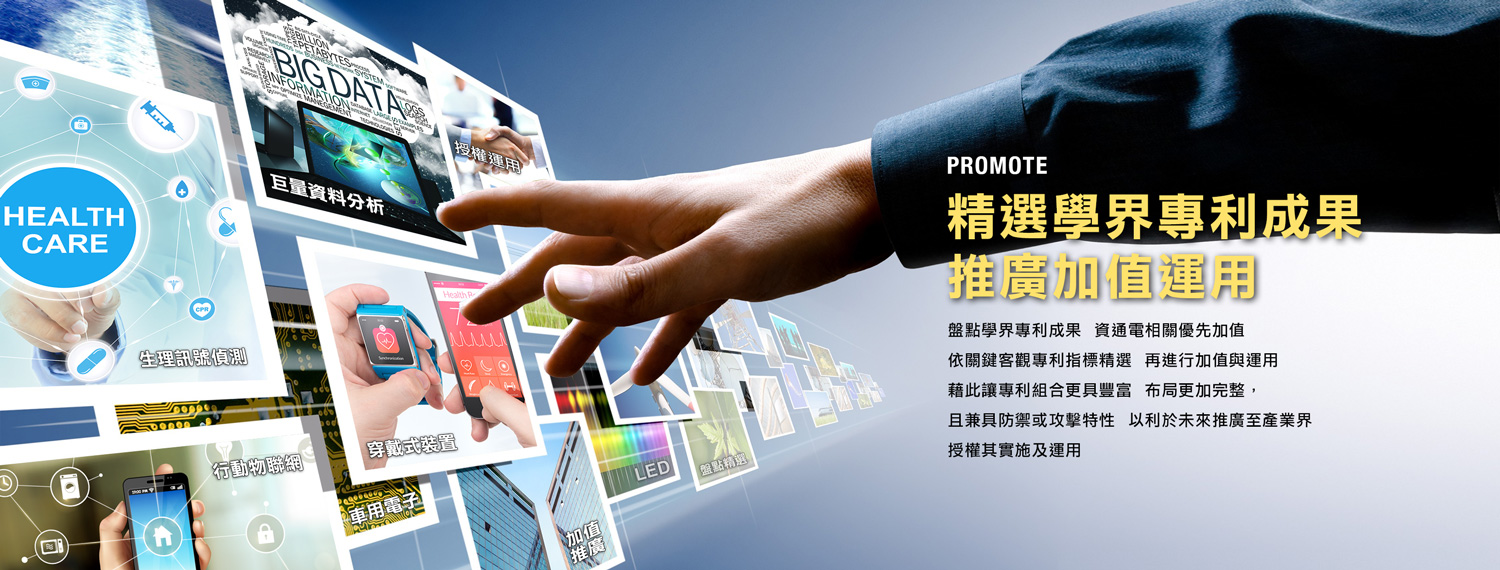 PROMOTE
精選學界專利成果
推廣加值運用
盤點學界專利成果 資通電相關優先加值
依關鍵客觀專利指標精選 再進行加值與運用
藉此讓專利組合更具豐富 布局更加完整，
且兼具防禦或攻擊特性 以利於未來推廣至產業界
授權其實施及運用
BILLION
PETABYTES
SYSTEM
BIG DATA
INFORMATION
MANEGEMENT
LOGS
SEARCH
巨量資料分析
授權運用
HEALTH
CARE
CPR
生理訊號偵測
穿戴式裝置
行動物聯網
車用電子
加值
推廣
LED
盤點精選